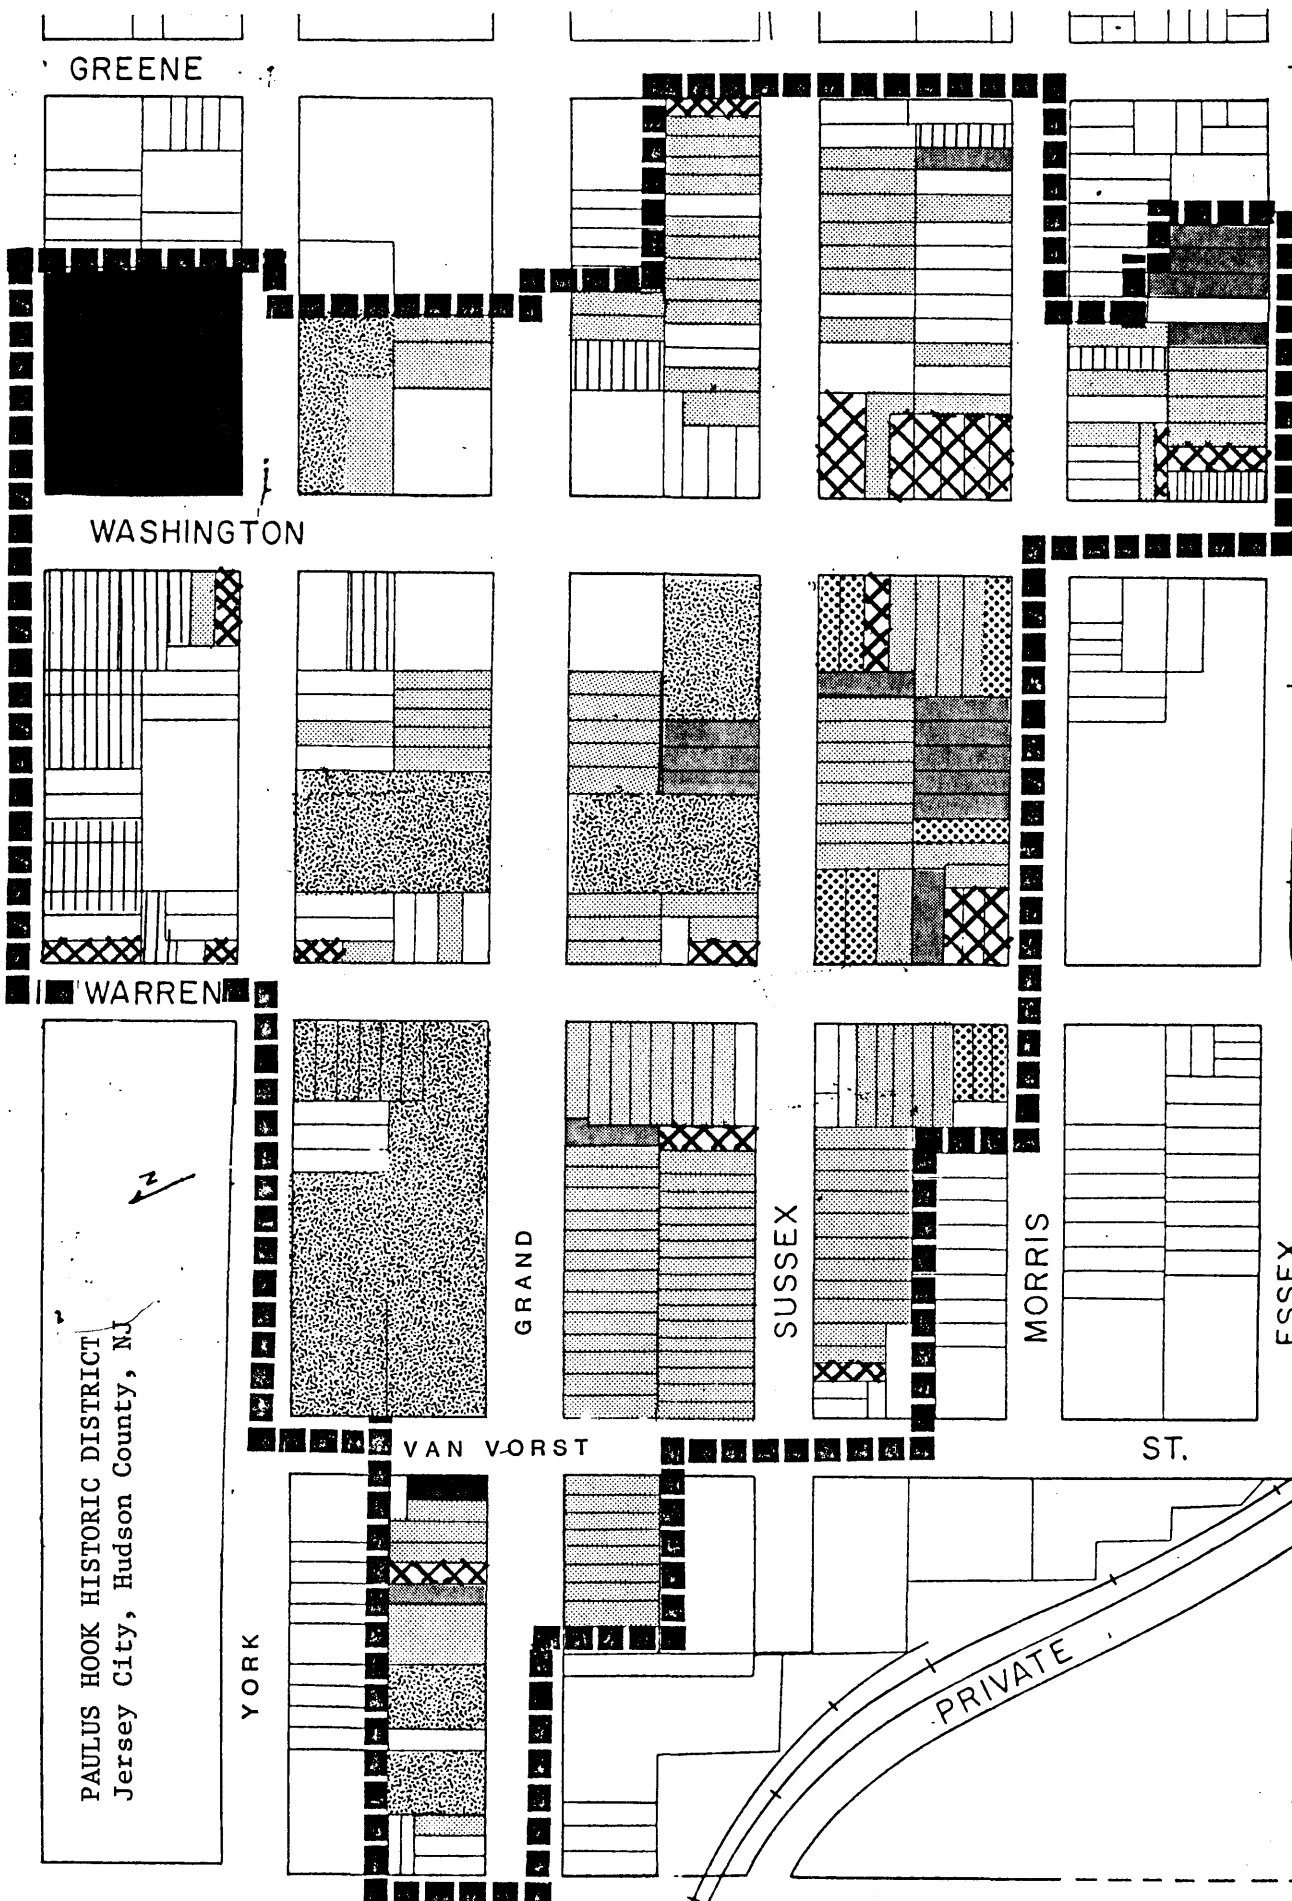 GREENE
WASHINGTON
WARREN
N
GRAND
SUSSEX
MORRIS
ESSEX
PAULUS HOOK HISTORIC DISTRICT
Jersey City, Hudson County, NJ
VAN VORST
ST.
YORK
PRIVATE